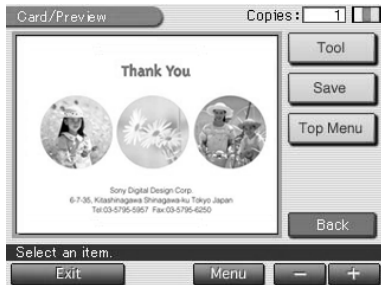 Card/Preview
Copies: 1
Tool
Thank You
Save
Top Menu
Sony Digital Design Corp.
6-7-35, Kitashinagawa Shinagawa-ku Tokyo Japan
Tel:03-5795-5957 Fax:03-5795-6250
Back
Select an item.
Exit Menu − +